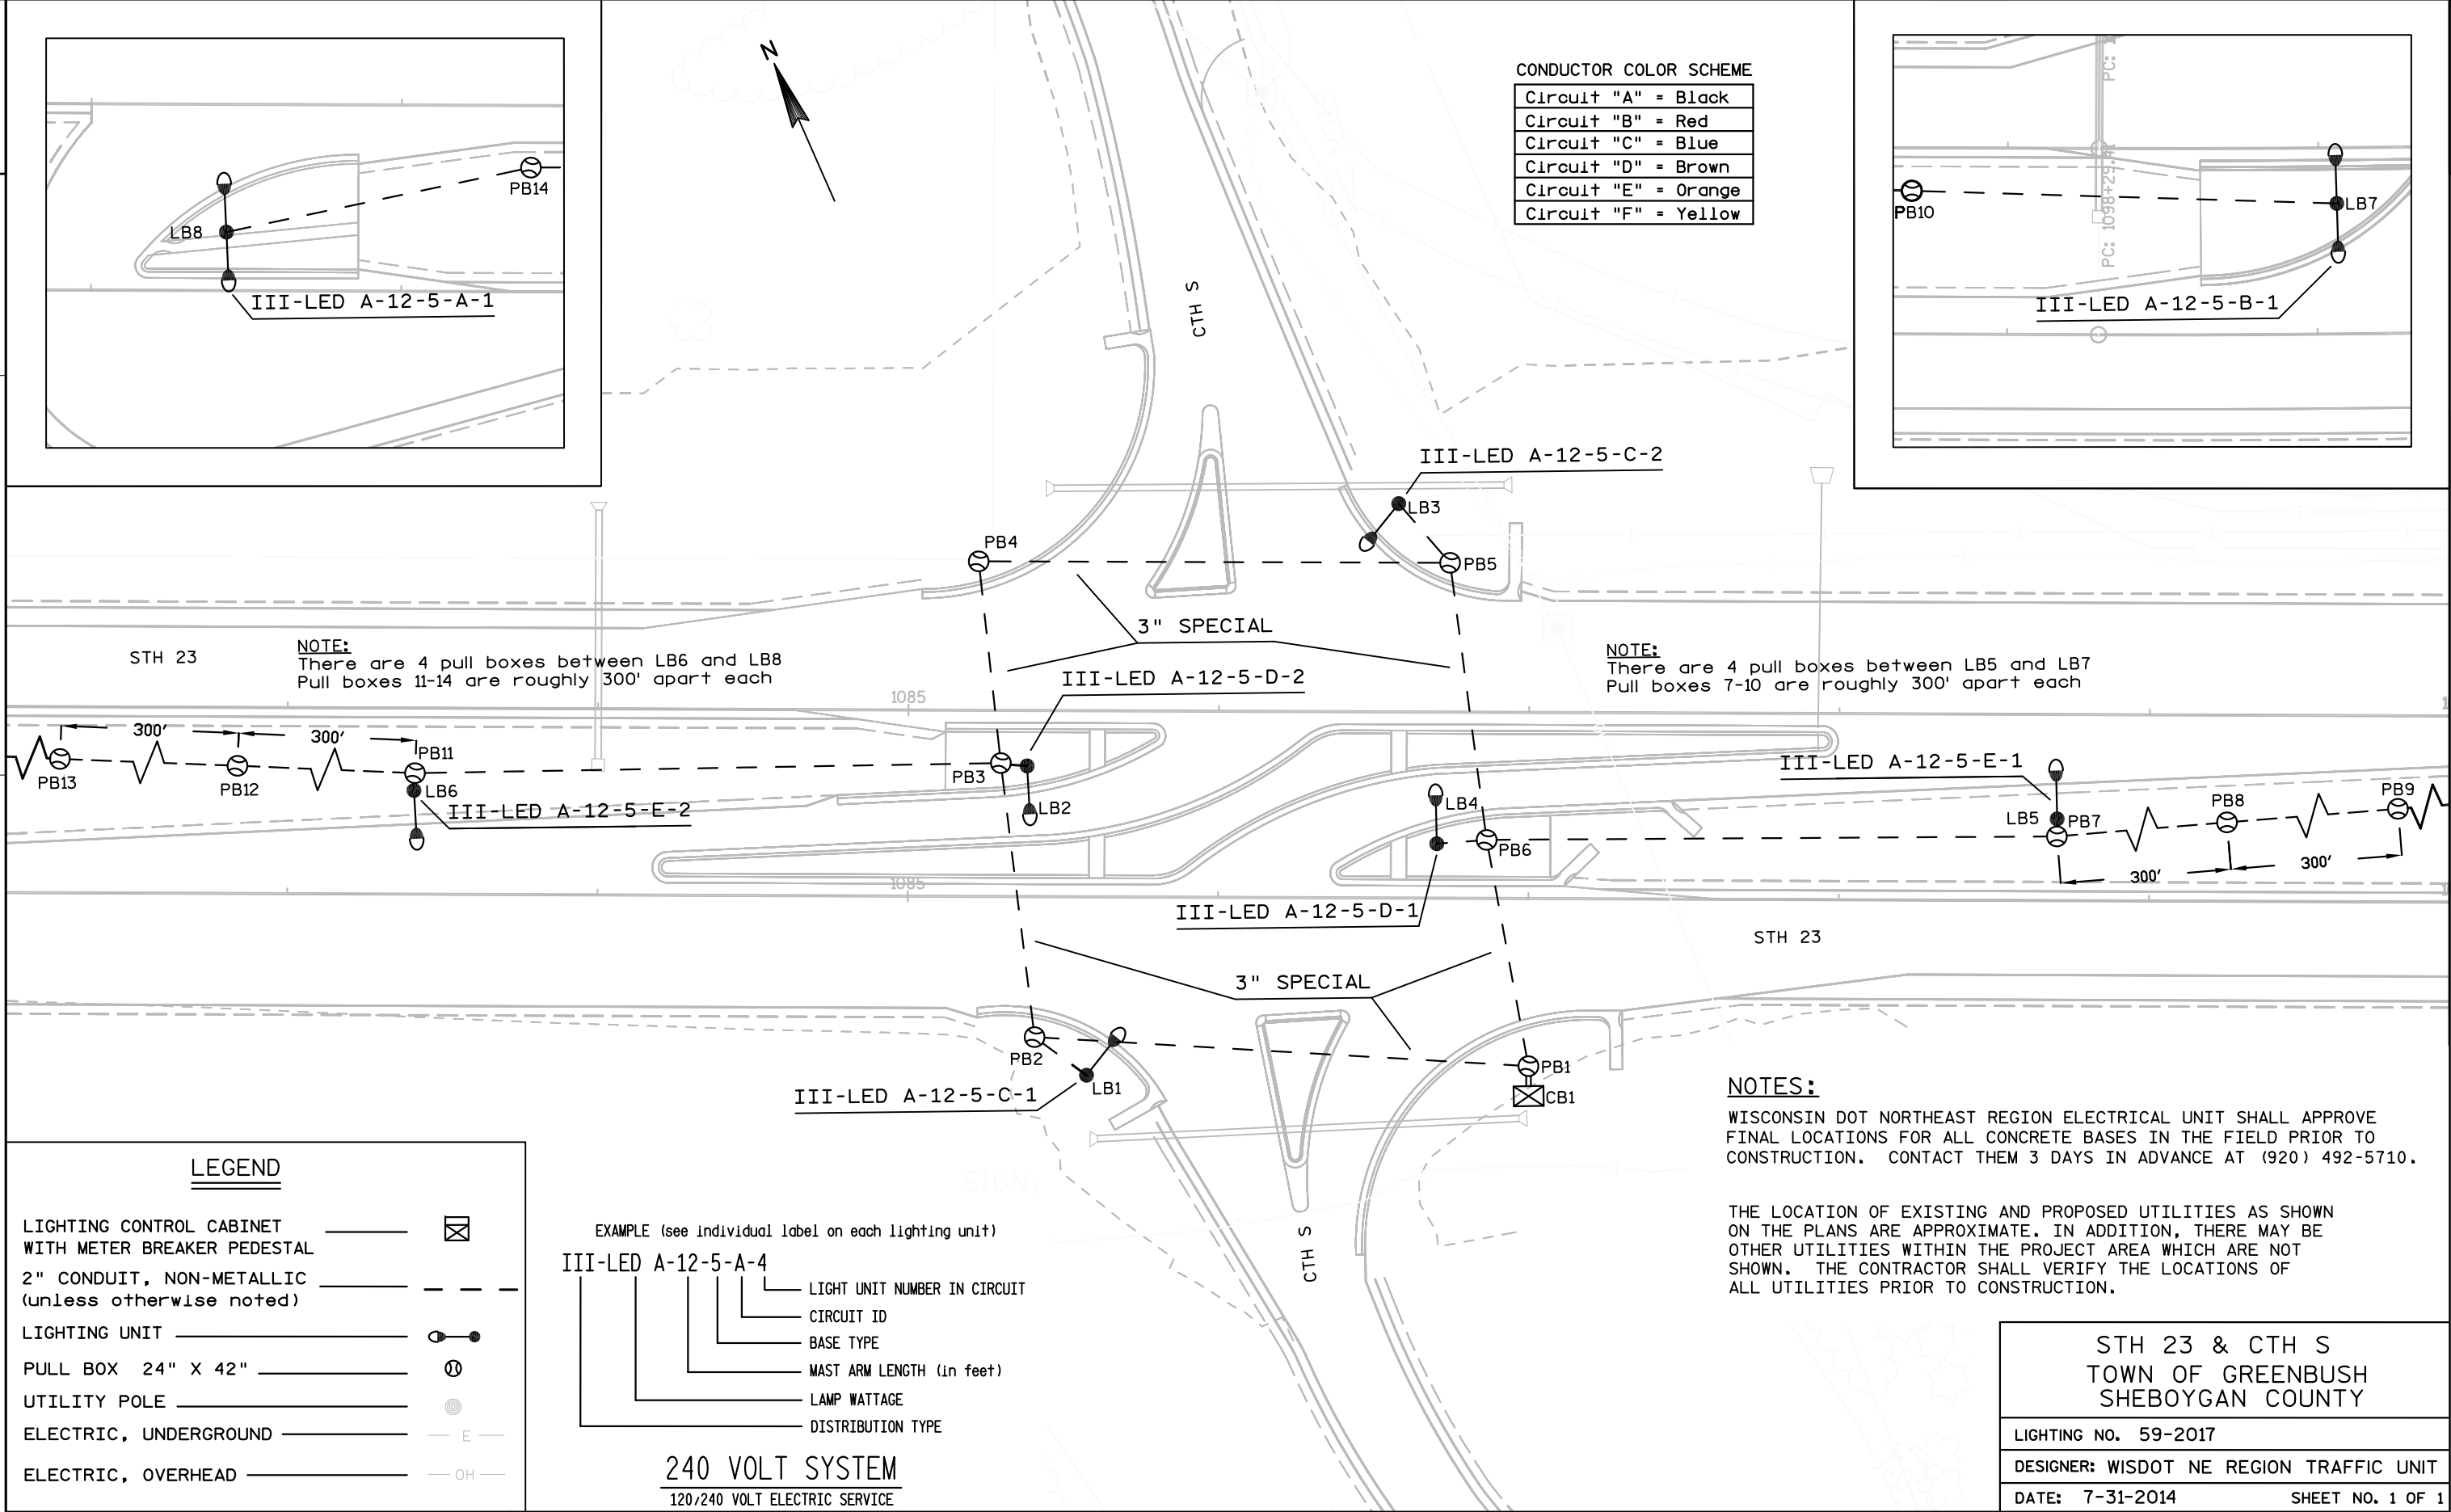 N
PB14
LB8
III-LED A-12-5-A-1
CONDUCTOR COLOR SCHEME
Circuit "A" = Black
Circuit "B" = Red
Circuit "C" = Blue
Circuit "D" = Brown
Circuit "E" = Orange
Circuit "F" = Yellow
PC:
PC: 1098+29.
PB10
LB7
III-LED A-12-5-B-1
CTH S
III-LED A-12-5-C-2
LB3
PB4
PB5
3" SPECIAL
STH 23
NOTE:
There are 4 pull boxes between LB6 and LB8
Pull boxes 11-14 are roughly 300' apart each
NOTE:
There are 4 pull boxes between LB5 and LB7
Pull boxes 7-10 are roughly 300' apart each
III-LED A-12-5-D-2
1085
300'
300'
PB11
PB13
PB12
LB6
III-LED A-12-5-E-2
PB3
LB2
III-LED A-12-5-E-1
LB4
PB6
LB5
PB7
PB8
PB9
300'
300'
1085
III-LED A-12-5-D-1
STH 23
3" SPECIAL
PB2
LB1
III-LED A-12-5-C-1
PB1
CB1
SIGN
CTH S
NOTES:
WISCONSIN DOT NORTHEAST REGION ELECTRICAL UNIT SHALL APPROVE
FINAL LOCATIONS FOR ALL CONCRETE BASES IN THE FIELD PRIOR TO
CONSTRUCTION. CONTACT THEM 3 DAYS IN ADVANCE AT (920) 492-5710.
THE LOCATION OF EXISTING AND PROPOSED UTILITIES AS SHOWN
ON THE PLANS ARE APPROXIMATE. IN ADDITION, THERE MAY BE
OTHER UTILITIES WITHIN THE PROJECT AREA WHICH ARE NOT
SHOWN. THE CONTRACTOR SHALL VERIFY THE LOCATIONS OF
ALL UTILITIES PRIOR TO CONSTRUCTION.
LEGEND
LIGHTING CONTROL CABINET
WITH METER BREAKER PEDESTAL
2" CONDUIT, NON-METALLIC
(unless otherwise noted)
LIGHTING UNIT
PULL BOX 24" X 42"
UTILITY POLE
ELECTRIC, UNDERGROUND
E
ELECTRIC, OVERHEAD
OH
EXAMPLE (see individual label on each lighting unit)
III-LED A-12-5-A-4
LIGHT UNIT NUMBER IN CIRCUIT
CIRCUIT ID
BASE TYPE
MAST ARM LENGTH (in feet)
LAMP WATTAGE
DISTRIBUTION TYPE
240 VOLT SYSTEM
120/240 VOLT ELECTRIC SERVICE
STH 23 & CTH S
TOWN OF GREENBUSH
SHEBOYGAN COUNTY
LIGHTING NO. 59-2017
DESIGNER: WISDOT NE REGION TRAFFIC UNIT
DATE: 7-31-2014 SHEET NO. 1 OF 1